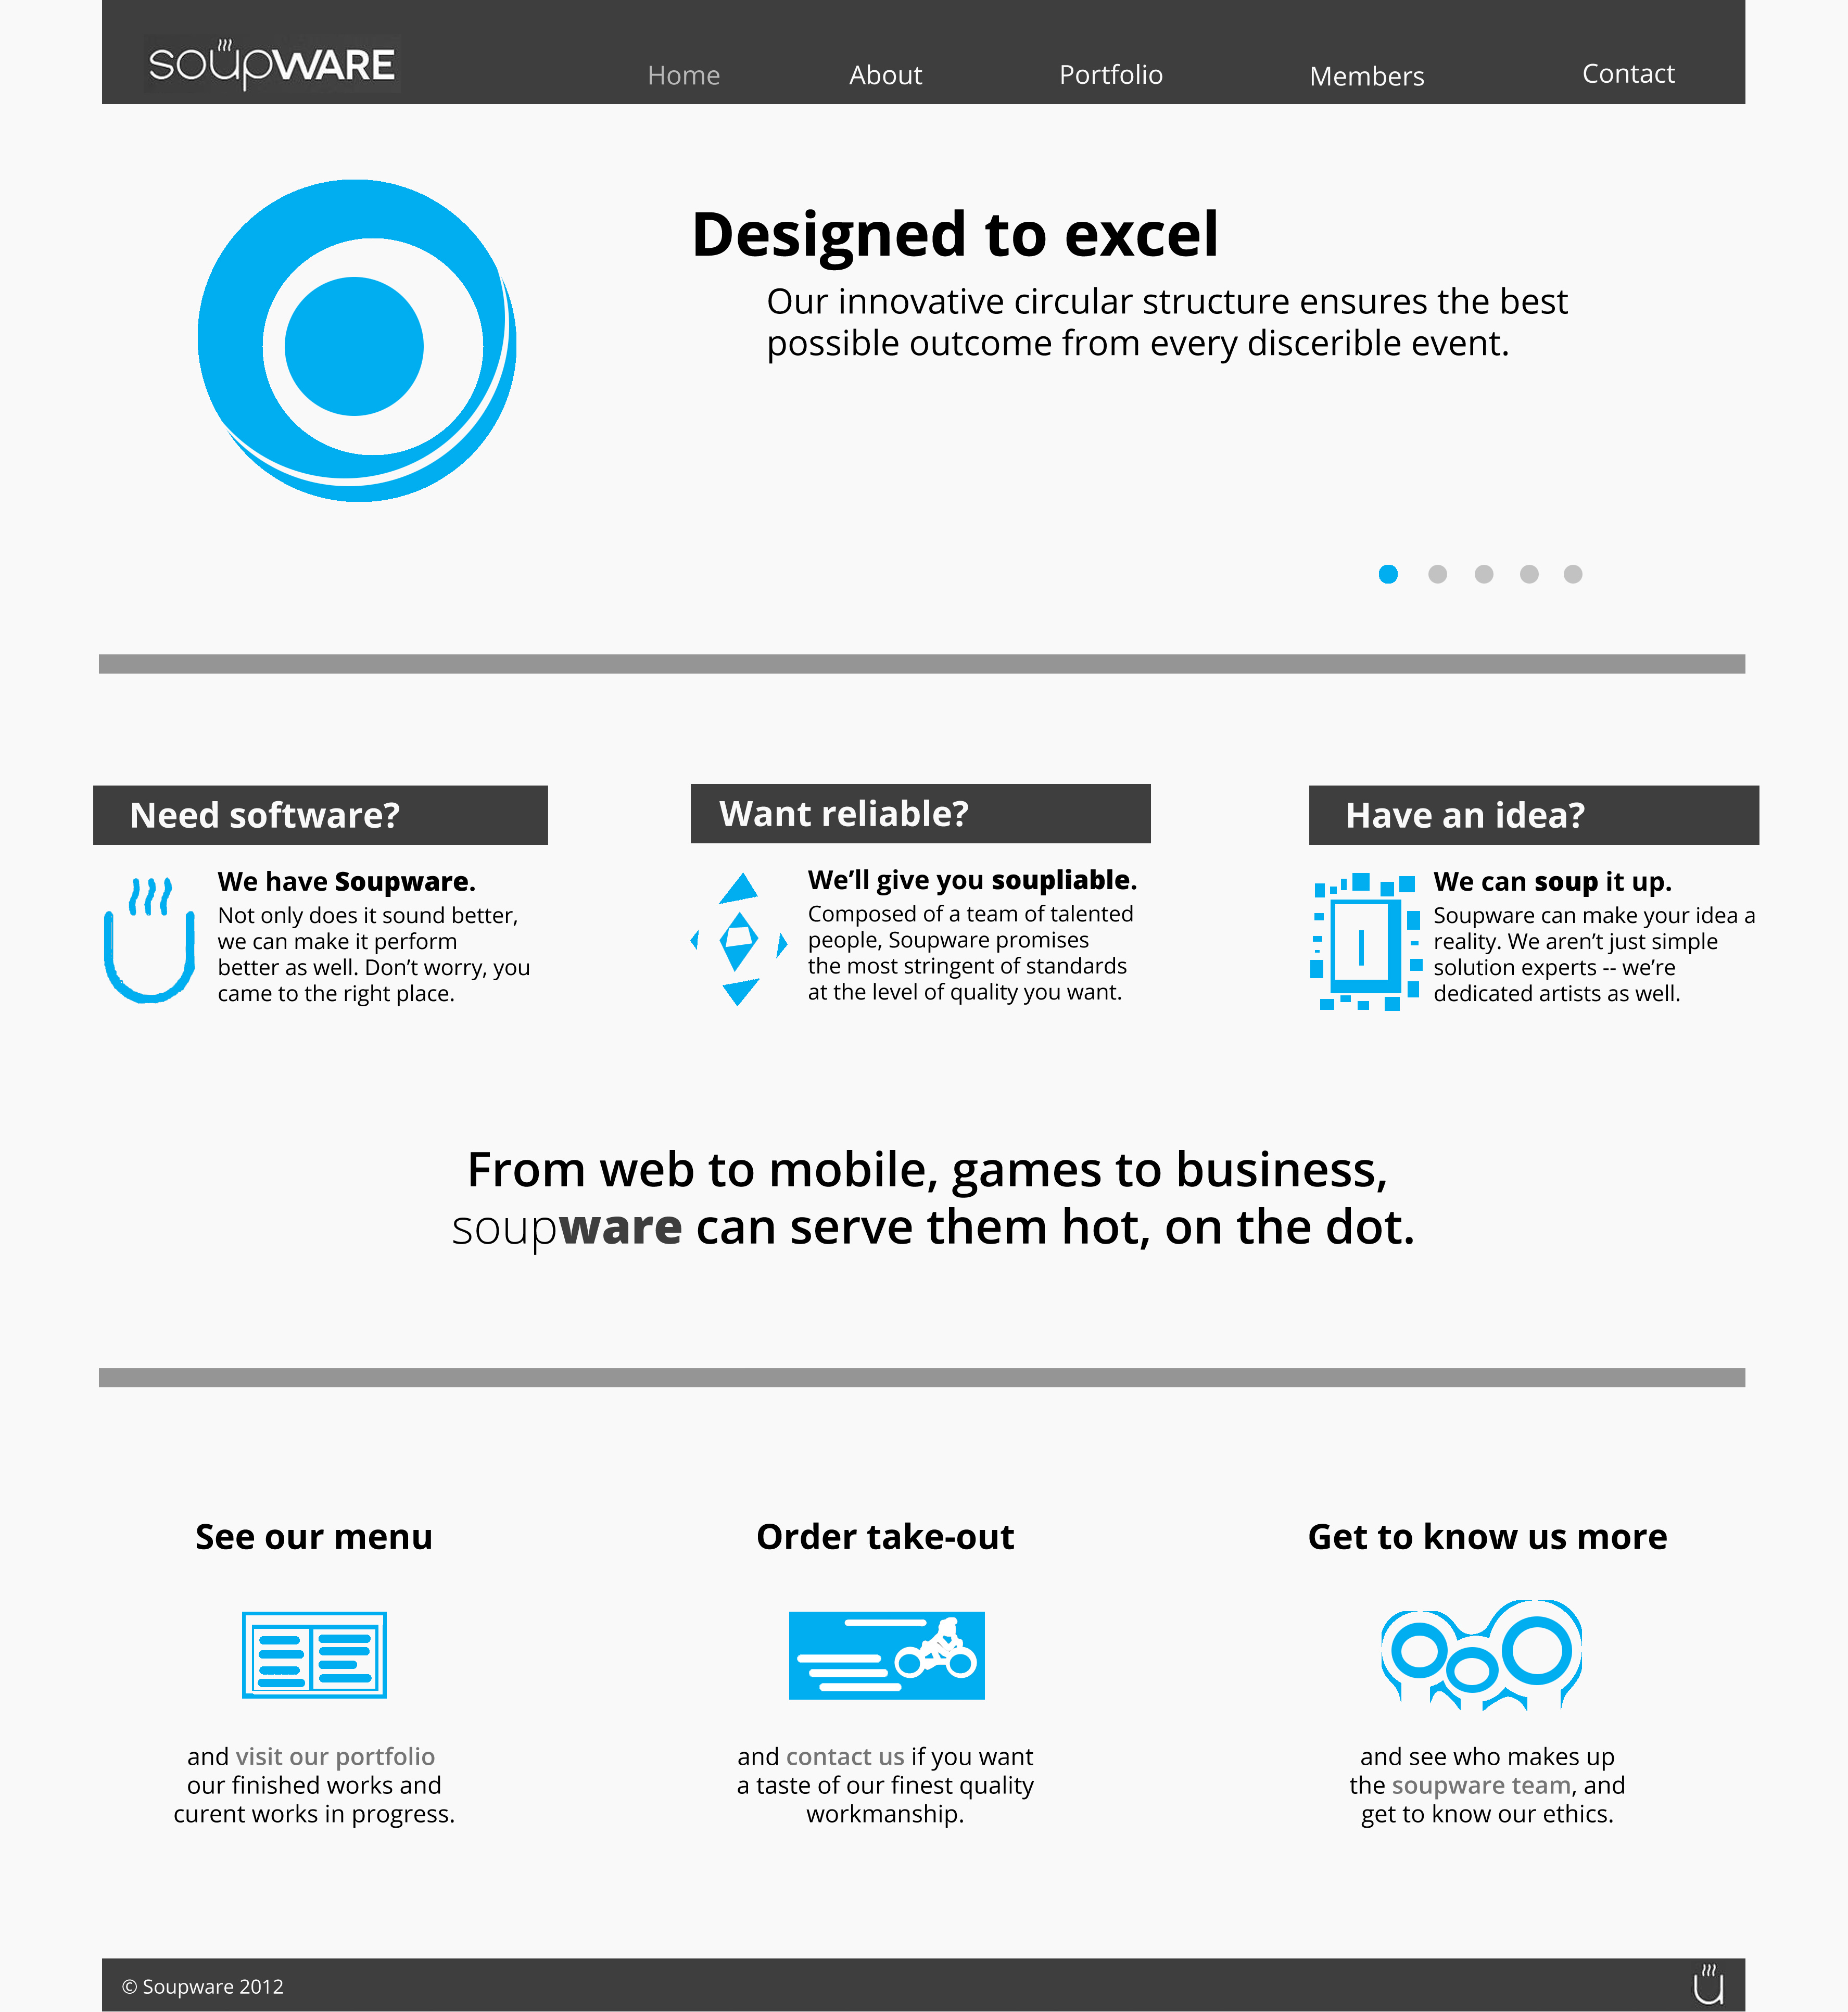 soupWARE
Home About Portfolio Members Contact
Designed to excel
Our innovative circular structure ensures the best
possible outcome from every discerible event.
Need software?
We have Soupware.
Not only does it sound better,
we can make it perform
better as well. Don’t worry, you
came to the right place.
Want reliable?
We’ll give you soupliable.
Composed of a team of talented
people, Soupware promises
the most stringent of standards
at the level of quality you want.
Have an idea?
We can soup it up.
Soupware can make your idea a
reality. We aren’t just simple
solution experts -- we’re
dedicated artists as well.
From web to mobile, games to business,
soupware can serve them hot, on the dot.
See our menu
and visit our portfolio
our finished works and
curent works in progress.
Order take-out
and contact us if you want
a taste of our finest quality
workmanship.
Get to know us more
and see who makes up
the soupware team, and
get to know our ethics.
© Soupware 2012